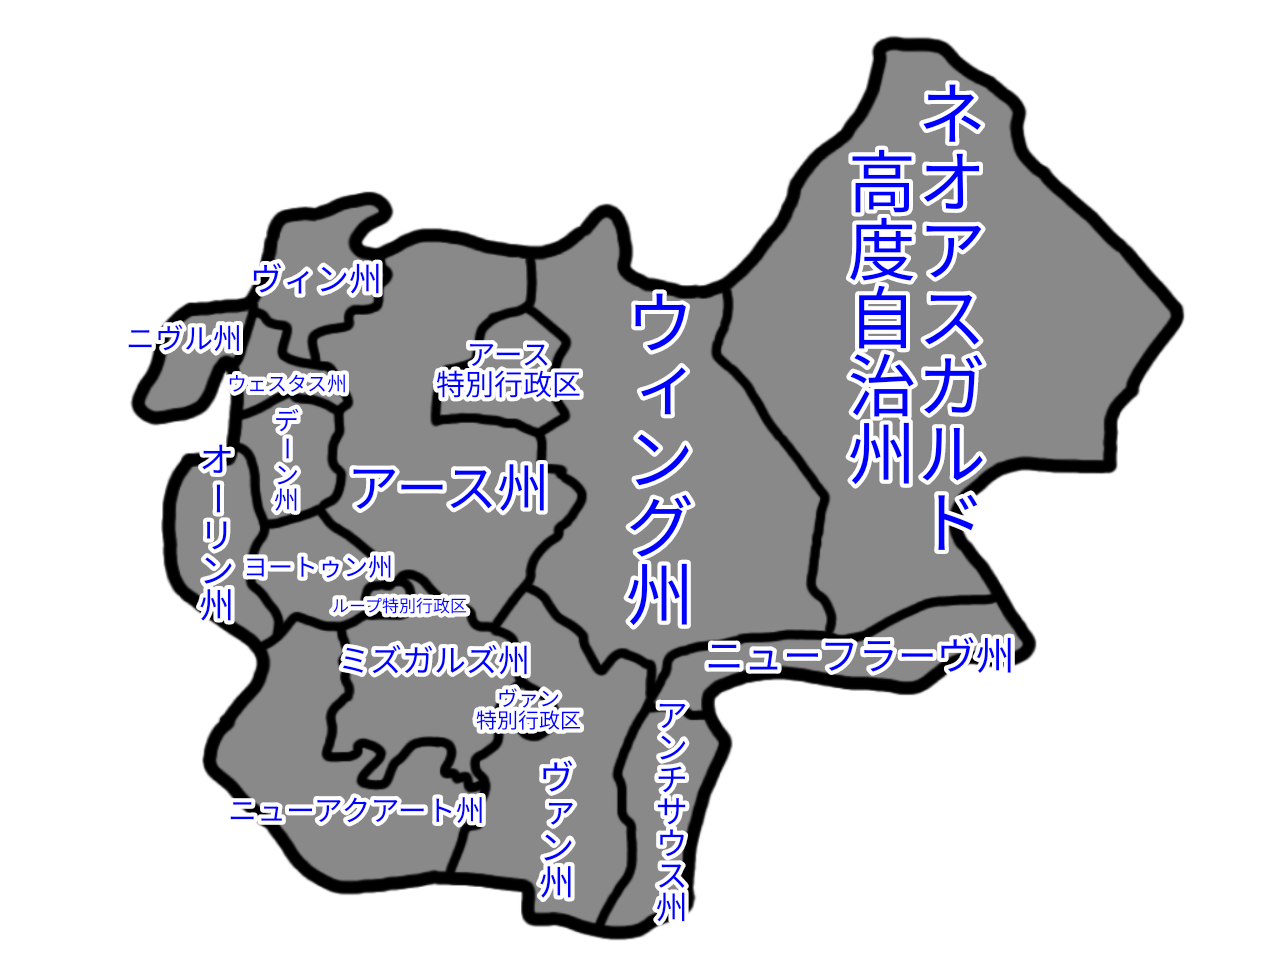 ネオアスガルド
高度自治州
ヴィン州
ニヴル州
ウェスタス州
デーン州
オーリン州
アース
特別行政区
アース州
ウィング州
ヨートゥン州
ループ特別行政区
ミズガルズ州
ニューフラーヴ州
ヴァン
特別行政区
アンチサウス州
ヴァン州
ニューアクアート州